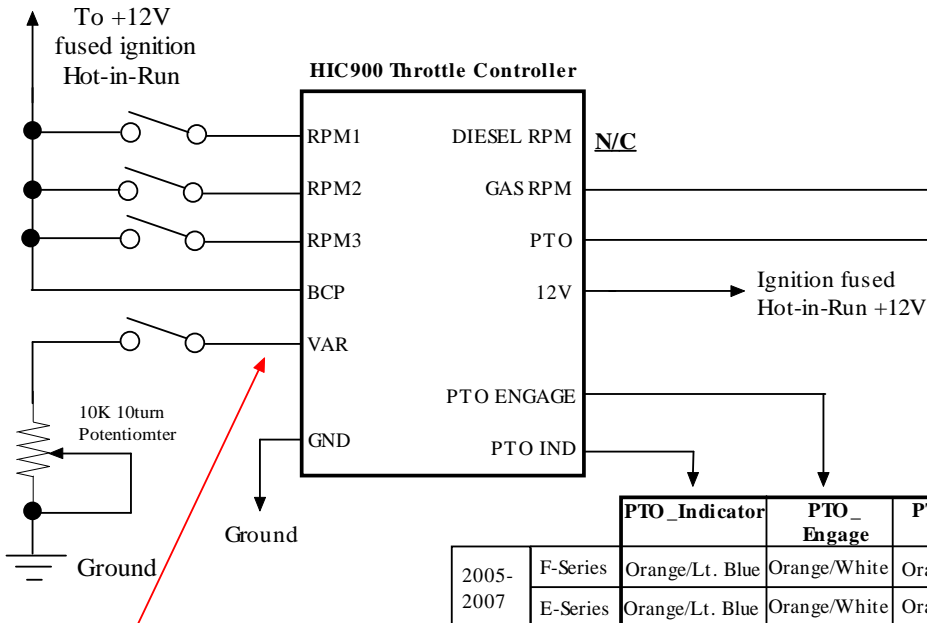 To +12V
fused ignition
Hot-in-Run
HIC900 Throttle Controller
RPM1
RPM2
RPM3
BCP
VAR
GND
DIESEL RPM
GAS RPM
PTO
12V
PTO ENGAGE
PTO IND
N/C
Ignition fused
Hot-in-Run +12V
10K 10turn
Potentiomter
Ground
Ground
PTO_Indicator
PTO_
Engage
2005-
2007
F-Series
Orange/Lt. Blue
Orange/White
E-Series
Orange/Lt. Blue
Orange/White